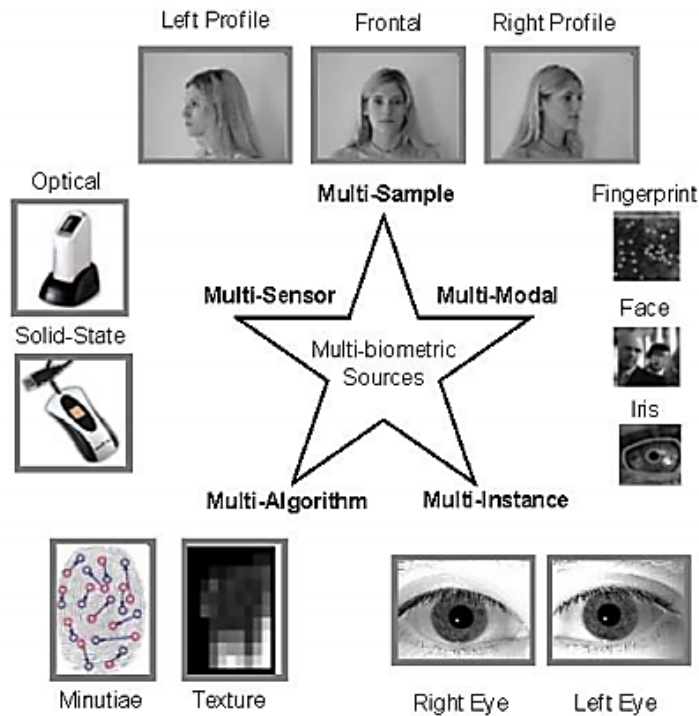 Left Profile
Frontal
Right Profile
Optical
Multi-Sample
Fingerprint
Multi-Sensor
Multi-Modal
Solid-State
Multi-biometric
Sources
Face
Iris
Multi-Algorithm
Multi-Instance
Minutiae
Texture
Right Eye
Left Eye